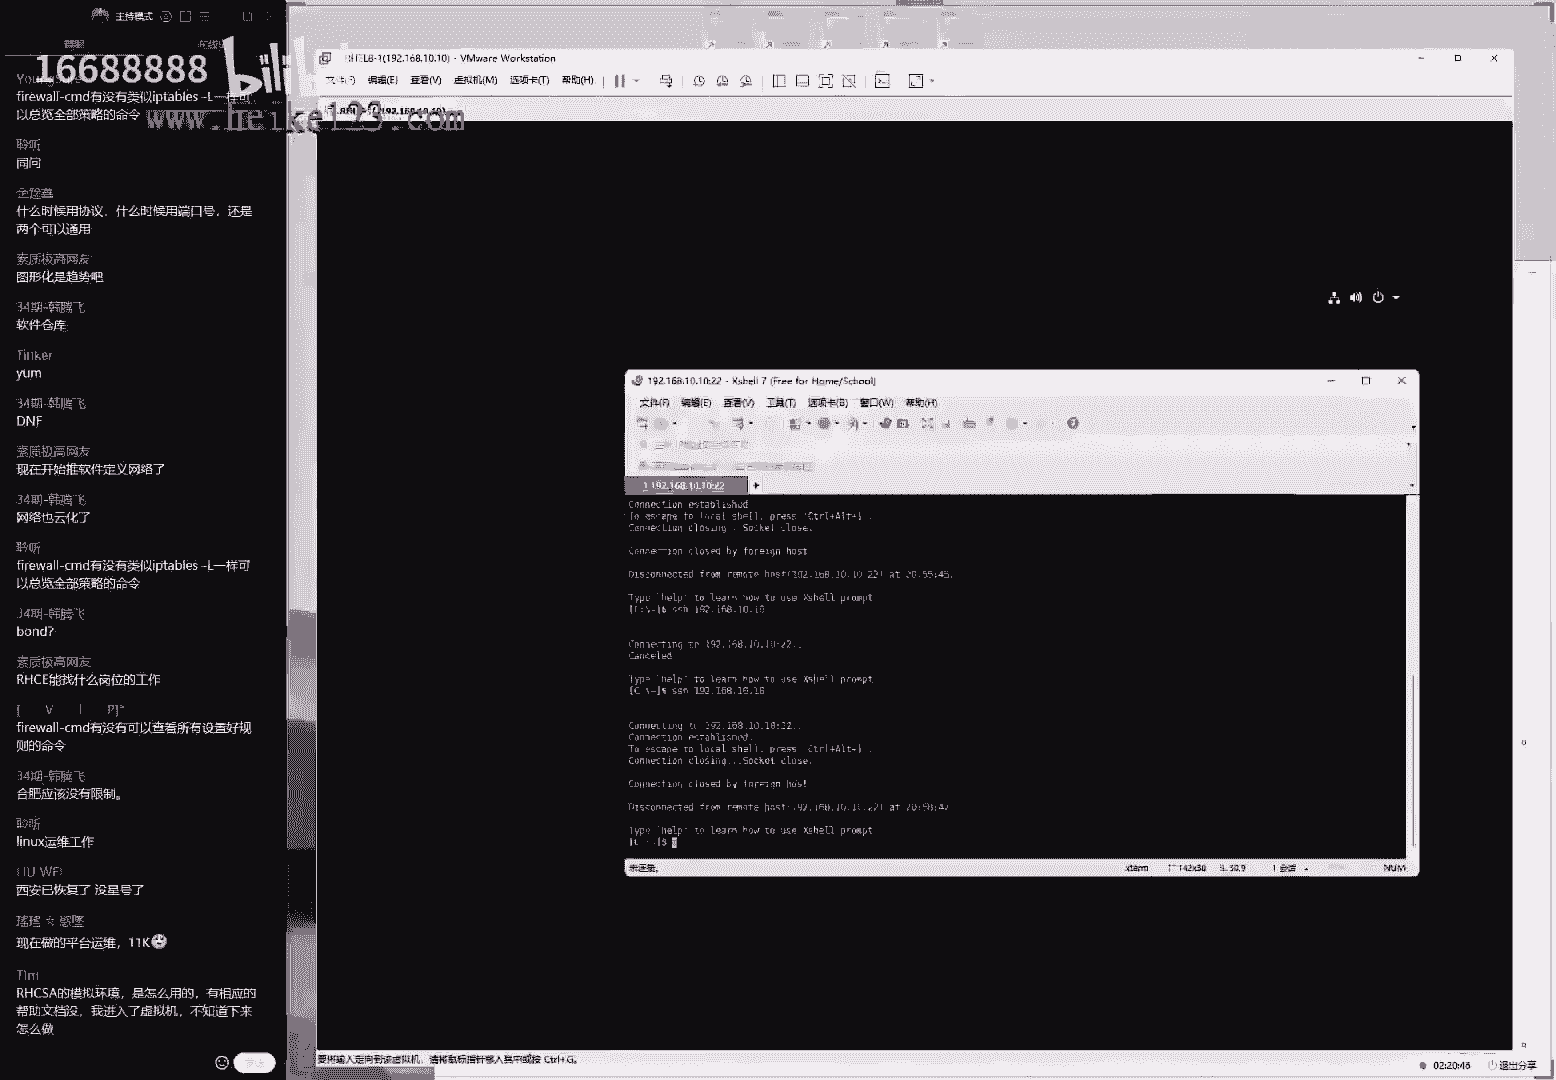 主持模式
16688888
bili
www.heike123.com
firewall-cmd有没有类似iptables -L一样可
以总览全部策略的命令
聆听
同问
什么时候用协议，什么时候用端口号，还是
两个可以通用
素质极高网友
图形化是趋势吧
34期-韩腾飞
软件仓库
Tinker
yum
34期-韩腾飞
DNF
素质极高网友
现在开始推软件定义网络了
34期-韩腾飞
网络也云化了
聆听
firewall-cmd有没有类似iptables -L一样可
以总览全部策略的命令
34期-韩腾飞
bond?
素质极高网友
RHCE能找什么岗位的工作
firewall-cmd有没有可以查看所有设置好规
则的命令
34期-韩腾飞
合肥应该没有限制。
聆听
linux运维工作
西安已恢复了 没星号了
现在做的平台运维，11K
Tim
RHCSA的模拟环境，是怎么用的，有相应的
帮助文档没，我进入了虚拟机，不知道下来
怎么做
(192.168.10.10) - VMware Workstation
文件(F) 编辑(E) 查看(V) 虚拟机(M) 选项卡(T) 帮助(H)
192.168.10.10:22 - Xshell 7 (Free for Home/School)
文件(F) 编辑(E) 查看(V) 工具(T) 选项卡(B) 窗口(W) 帮助(H)
1 192.168.10.10:22
Connection established
To escape to local shell, press 'Ctrl+Alt+]'.
Connection closing...Socket close.
Connection closed by foreign host
Disconnected from remote host(192.168.10.10:22) at 20:55:45.
Type `help' to learn how to use Xshell prompt
[C:\~]$ ssh 192.168.10.10
Connecting to 192.168.10.10:22..
Canceled
Type `help' to learn how to use Xshell prompt
[C:\~]$ ssh 192.168.10.10
Connecting to 192.168.10.10:22..
Connection established.
To escape to local shell, press 'Ctrl+Alt+]'.
Connection closing...Socket close.
Connection closed by foreign host
Disconnected from remote host(192.168.10.10:22) at 20:58:42
Type `help' to learn how to use Xshell prompt
[C:\~]$
未连接。
xterm
142x30
1 会话
NUM
要将输入定向到该虚拟机，请将鼠标指针移入其中或按 Ctrl+G。
02:20:46
退出分享